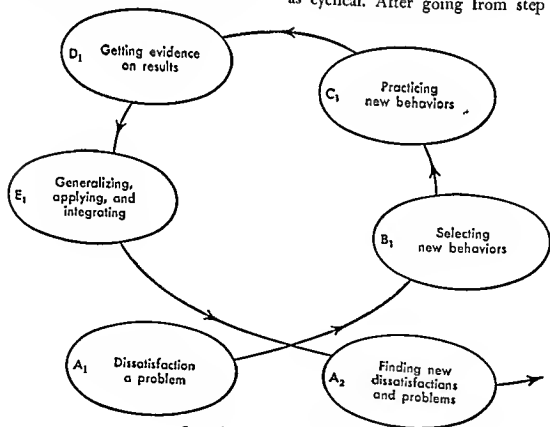 as cyclical. After going from step
D₁ Getting evidence
on results
C₁ Practicing
new behaviors
E₁ Generalizing,
applying, and
integrating
B₁ Selecting
new behaviors
A₁ Dissatisfaction
a problem
A₂ Finding new
dissatisfactions
and problems